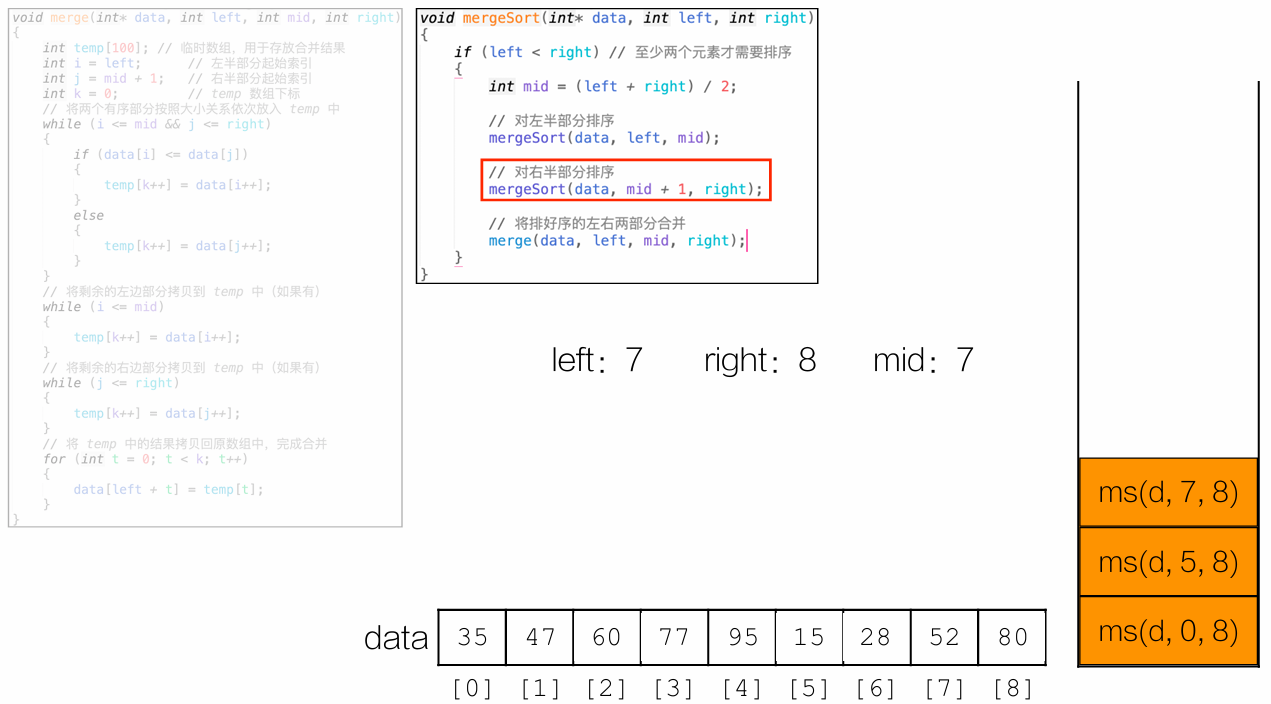 void merge(int* data, int left, int mid, int right)
{
    int temp[100]; // 临时数组，用于存放合并结果
    int i = left;      // 左半部分起始索引
    int j = mid + 1;   // 右半部分起始索引
    int k = 0;         // temp 数组下标
    // 将两个有序部分按照大小关系依次放入 temp 中
    while (i <= mid && j <= right)
    {
        if (data[i] <= data[j])
        {
            temp[k++] = data[i++];
        }
        else
        {
            temp[k++] = data[j++];
        }
    }
    // 将剩余的左边部分拷贝到 temp 中（如果有）
    while (i <= mid)
    {
        temp[k++] = data[i++];
    }
    // 将剩余的右边部分拷贝到 temp 中（如果有）
    while (j <= right)
    {
        temp[k++] = data[j++];
    }
    // 将 temp 中的结果拷贝回原数组中，完成合并
    for (int t = 0; t < k; t++)
    {
        data[left + t] = temp[t];
    }
}
void mergeSort(int* data, int left, int right)
{
    if (left < right) // 至少两个元素才需要排序
    {
        int mid = (left + right) / 2;
        // 对左半部分排序
        mergeSort(data, left, mid);
        // 对右半部分排序
        mergeSort(data, mid + 1, right);
        // 将排好序的左右两部分合并
        merge(data, left, mid, right);
    }
}
left：7 right：8 mid：7
ms(d, 7, 8)
ms(d, 5, 8)
ms(d, 0, 8)
data 35 47 60 77 95 15 28 52 80
[0] [1] [2] [3] [4] [5] [6] [7] [8]